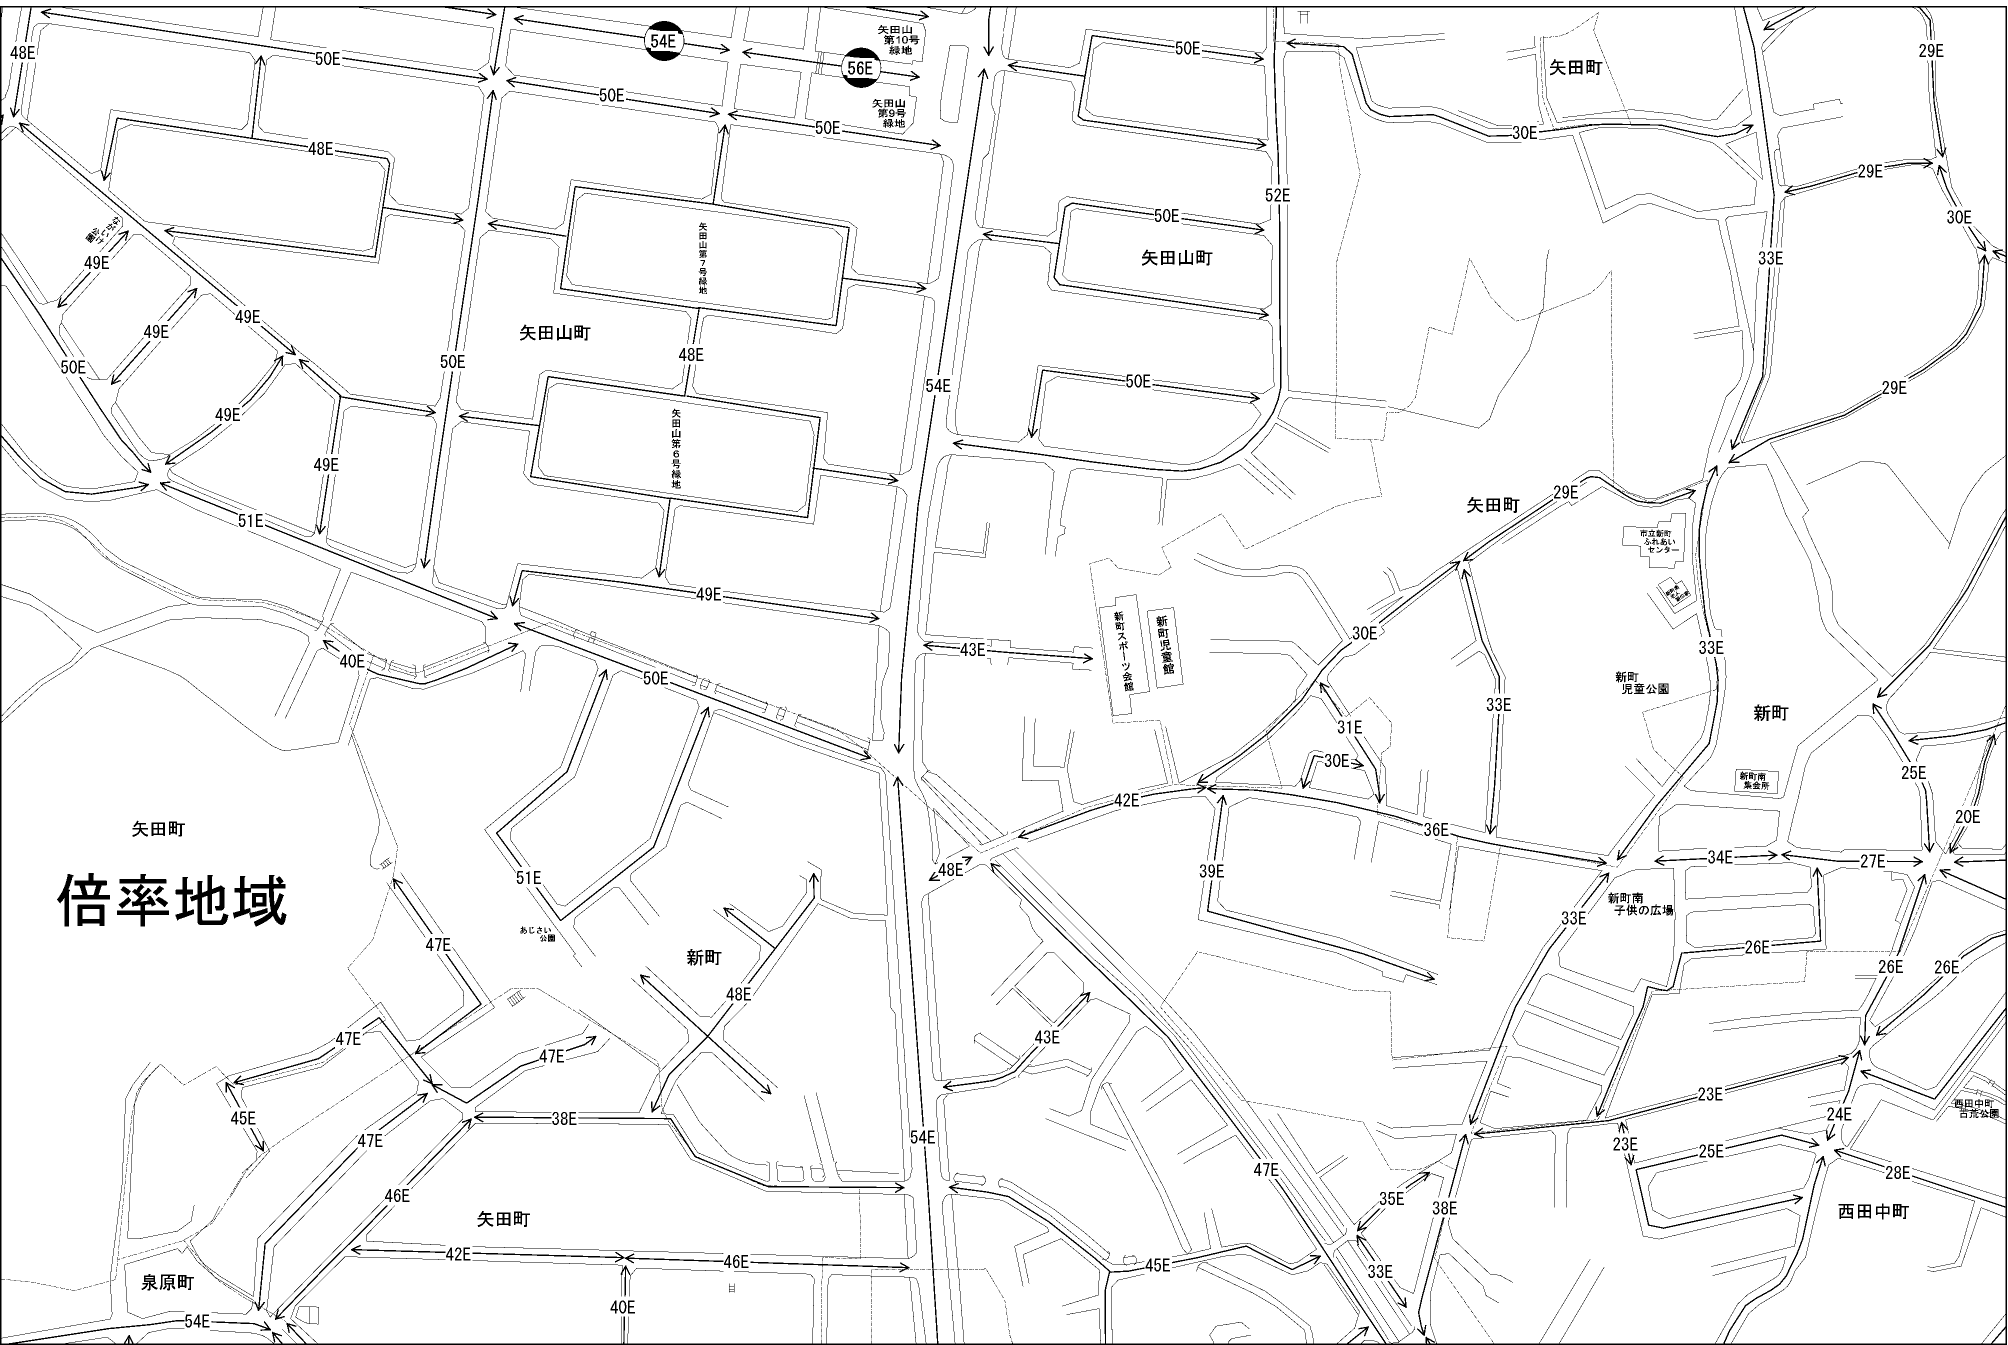 54E
矢田山
第10号
緑地
48E
50E
56E
50E
29E
矢田町
50E
矢田山
第9号
緑地
50E
30E
48E
29E
52E
50E
30E
49E
矢田山第7号緑地
矢田山町
33E
49E
49E
矢田山町
48E
50E
50E
54E
50E
29E
49E
矢田山第6号緑地
49E
29E
矢田町
51E
市立新町
ふれあい
センター
49E
30E
新町スポーツ会館
新町児童館
43E
33E
40E
50E
新町
児童公園
33E
新町
31E
30E
25E
新町南
集会所
42E
20E
矢田町
36E
34E
27E
48E
39E
51E
倍率地域
新町南
子供の広場
33E
あじさい
公園
47E
26E
新町
26E
26E
48E
47E
43E
47E
23E
西田中町
45E
38E
24E
47E
54E
23E
25E
47E
28E
46E
35E
38E
矢田町
西田中町
42E
46E
45E
33E
泉原町
40E
54E